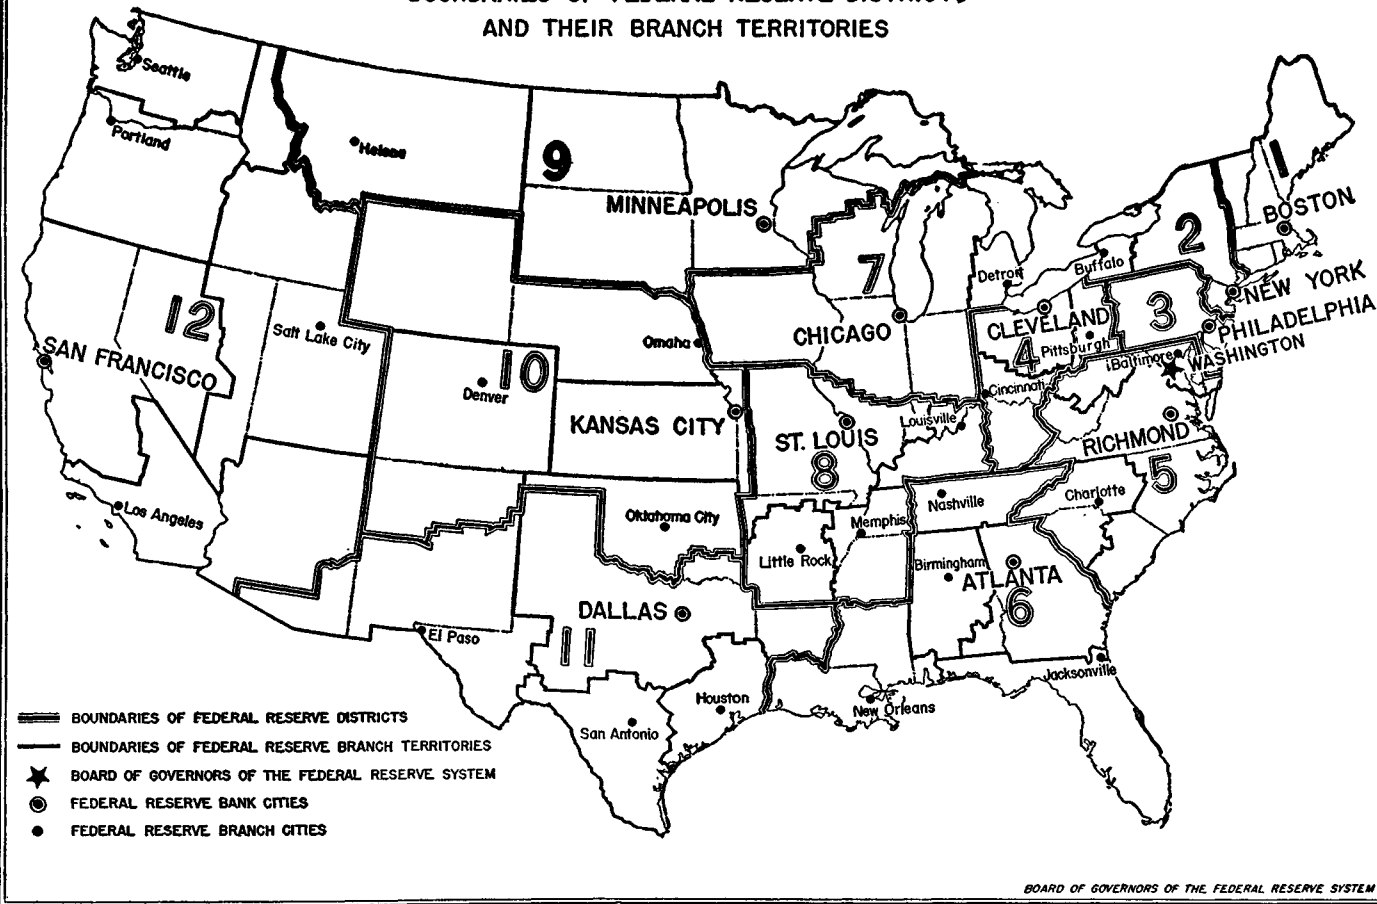 BOUNDARIES OF FEDERAL RESERVE DISTRICTS
AND THEIR BRANCH TERRITORIES
Seattle
Portland
Helena
9
MINNEAPOLIS
1
BOSTON
2
Buffalo
Detroit
7
NEW YORK
3
PHILADELPHIA
12
Salt Lake City
SAN FRANCISCO
Omaha
CHICAGO
CLEVELAND
4
Pittsburgh
Baltimore
WASHINGTON
10
Denver
Cincinnati
KANSAS CITY
ST. LOUIS
8
Louisville
RICHMOND
5
Los Angeles
Oklahoma City
Nashville
Charlotte
Memphis
Little Rock
Birmingham
ATLANTA
6
DALLAS
11
El Paso
Jacksonville
Houston
New Orleans
San Antonio
BOUNDARIES OF FEDERAL RESERVE DISTRICTS
BOUNDARIES OF FEDERAL RESERVE BRANCH TERRITORIES
BOARD OF GOVERNORS OF THE FEDERAL RESERVE SYSTEM
FEDERAL RESERVE BANK CITIES
FEDERAL RESERVE BRANCH CITIES
BOARD OF GOVERNORS OF THE FEDERAL RESERVE SYSTEM